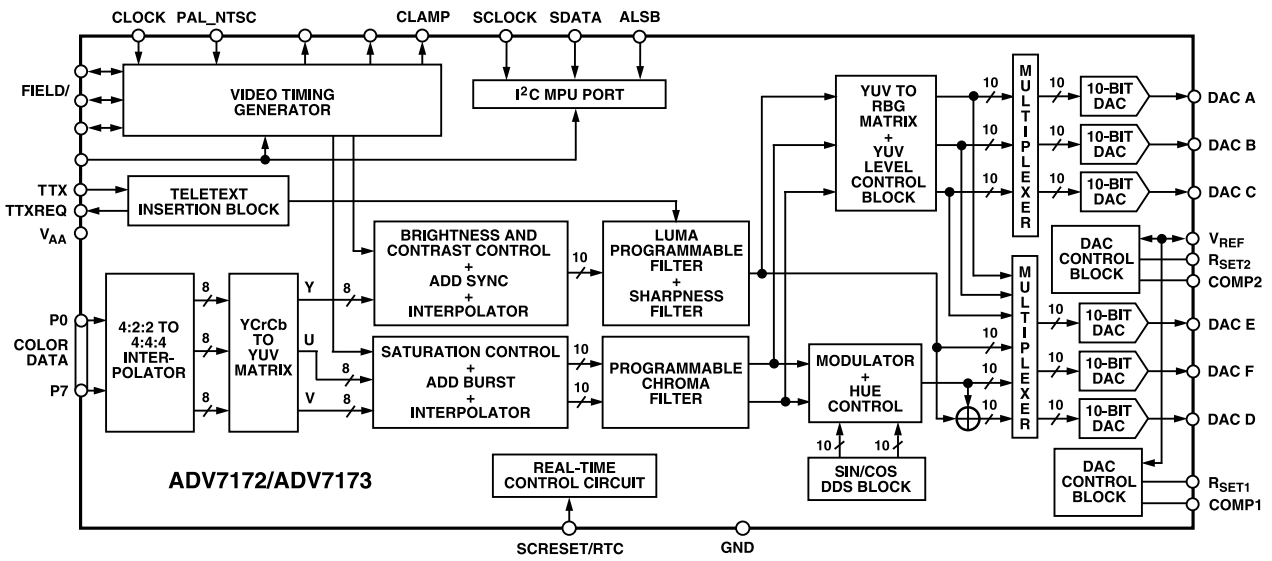 CLOCK PAL_NTSC CLAMP SCLOCK SDATA ALSB
FIELD/
VIDEO TIMING
GENERATOR
I²C MPU PORT
TTX
TTXREQ
V_AA
TELETEXT
INSERTION BLOCK
YUV TO
RBG
MATRIX
+
YUV
LEVEL
CONTROL
BLOCK
10
10
10
MULTIPLEXER
10
10
10
10-BIT
DAC
10-BIT
DAC
10-BIT
DAC
DAC A
DAC B
DAC C
BRIGHTNESS AND
CONTRAST CONTROL
+
ADD SYNC
+
INTERPOLATOR
10
LUMA
PROGRAMMABLE
FILTER
+
SHARPNESS
FILTER
DAC
CONTROL
BLOCK
V_REF
R_SET2
COMP2
P0
COLOR
DATA
P7
4:2:2 TO
4:4:4
INTER-
POLATOR
8
8
8
YCrCb
TO
YUV
MATRIX
Y
U
V
8
8
8
SATURATION CONTROL
+
ADD BURST
+
INTERPOLATOR
10
10
PROGRAMMABLE
CHROMA
FILTER
MODULATOR
+
HUE
CONTROL
10
10
SIN/COS
DDS BLOCK
10
10
10
MULTIPLEXER
10
10
10
10-BIT
DAC
10-BIT
DAC
10-BIT
DAC
DAC E
DAC F
DAC D
ADV7172/ADV7173
REAL-TIME
CONTROL CIRCUIT
DAC
CONTROL
BLOCK
R_SET1
COMP1
SCRESET/RTC
GND